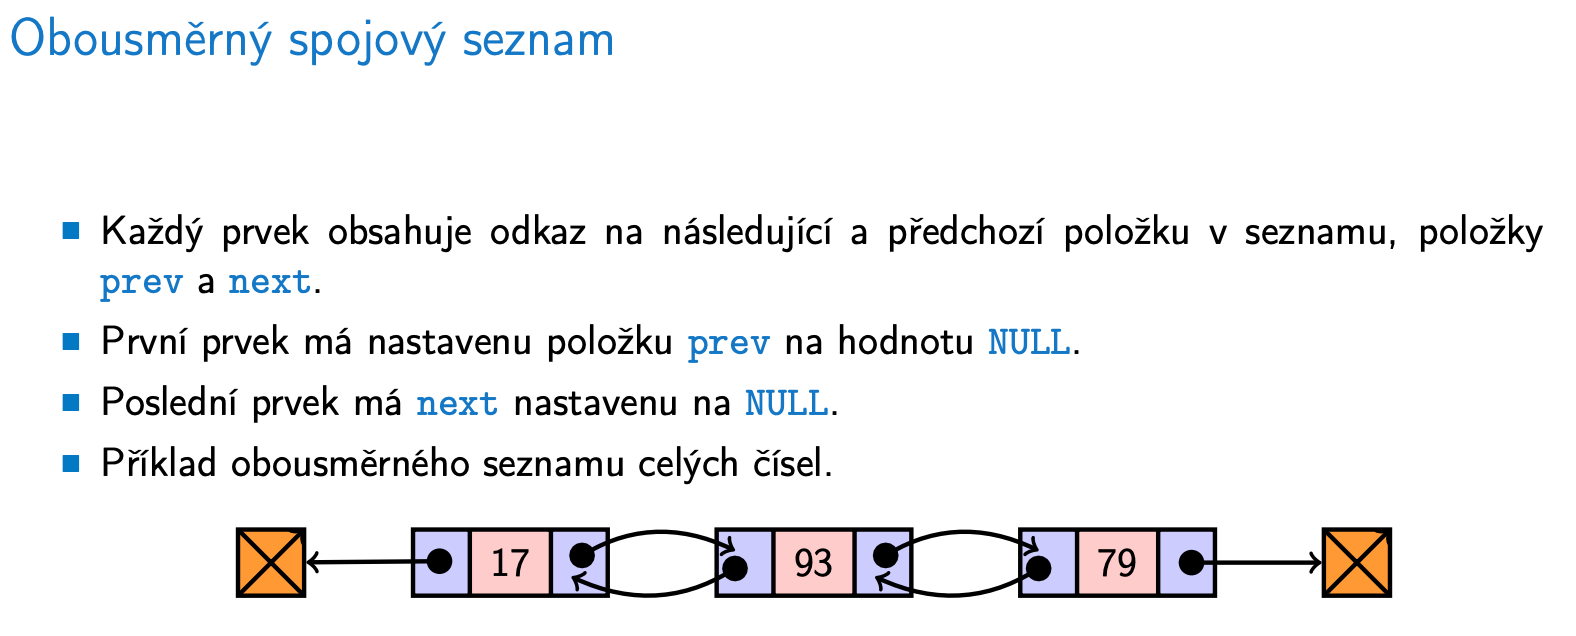 Obousměrný spojový seznam
Každý prvek obsahuje odkaz na následující a předchozí položku v seznamu, položky
prev a next.
První prvek má nastavenu položku prev na hodnotu NULL.
Poslední prvek má next nastavenu na NULL.
Příklad obousměrného seznamu celých čísel.
17 93 79